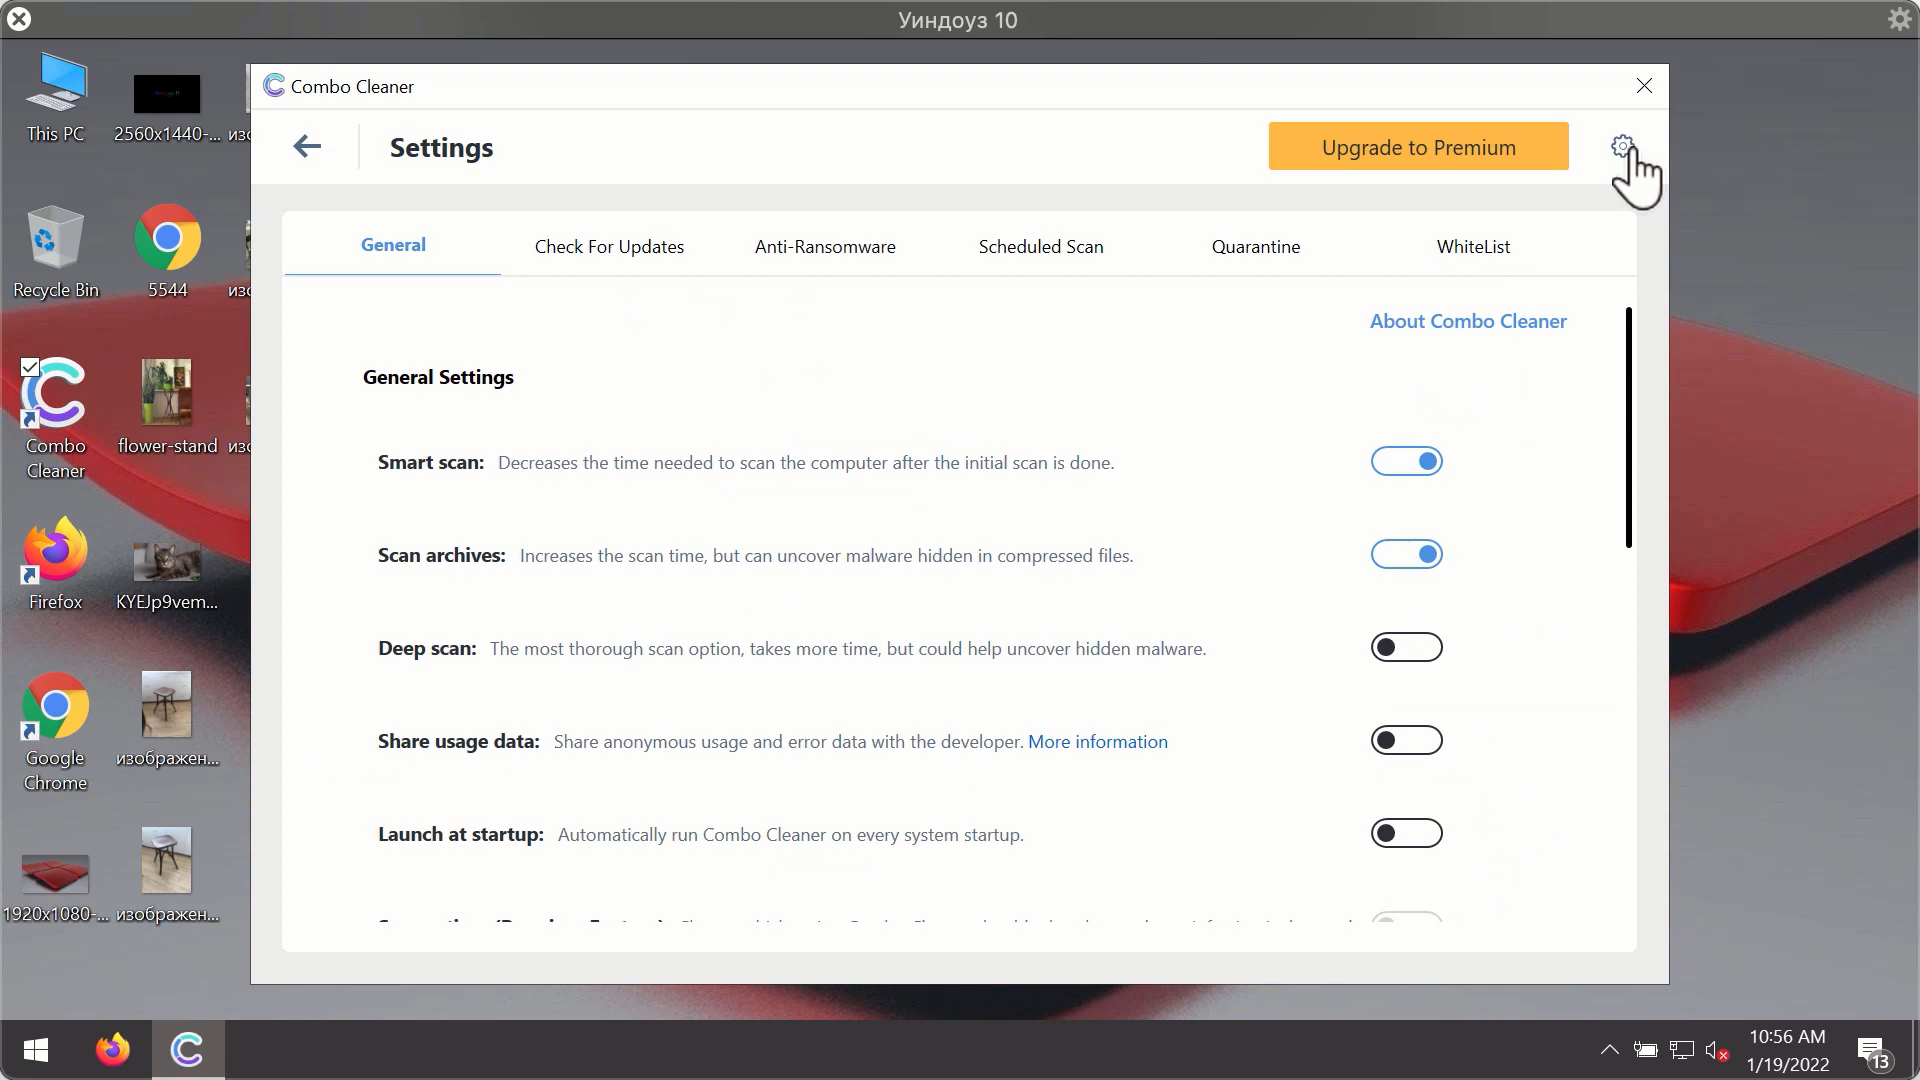 Уиндоуз 10
This PC
2560x1440-...
изо
Combo Cleaner
Settings
Upgrade to Premium
General
Check For Updates
Anti-Ransomware
Scheduled Scan
Quarantine
WhiteList
Recycle Bin
5544
изо
About Combo Cleaner
General Settings
Combo
Cleaner
flower-stand
изо
Smart scan: Decreases the time needed to scan the computer after the initial scan is done.
Scan archives: Increases the scan time, but can uncover malware hidden in compressed files.
Firefox
KYEJp9vem...
Deep scan: The most thorough scan option, takes more time, but could help uncover hidden malware.
Share usage data: Share anonymous usage and error data with the developer. More information
Google
Chrome
изображен...
Launch at startup: Automatically run Combo Cleaner on every system startup.
1920x1080-...
изображен...
10:56 AM
1/19/2022
13